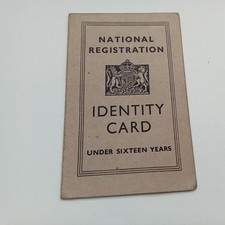 NATIONAL
REGISTRATION
IDENTITY
CARD
UNDER SIXTEEN YEARS